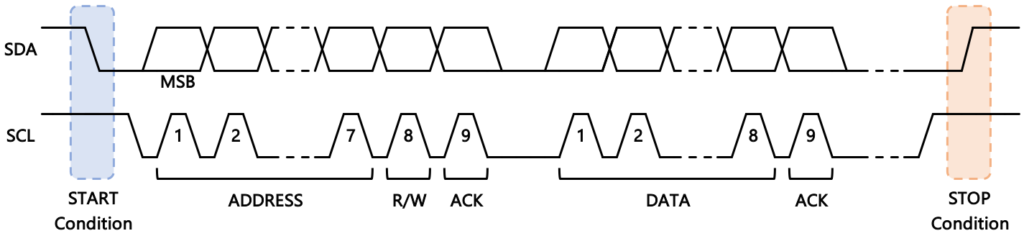 SDA
MSB
SCL
1 2 7 8 9 1 2 8 9
START Condition
ADDRESS
R/W
ACK
DATA
ACK
STOP Condition